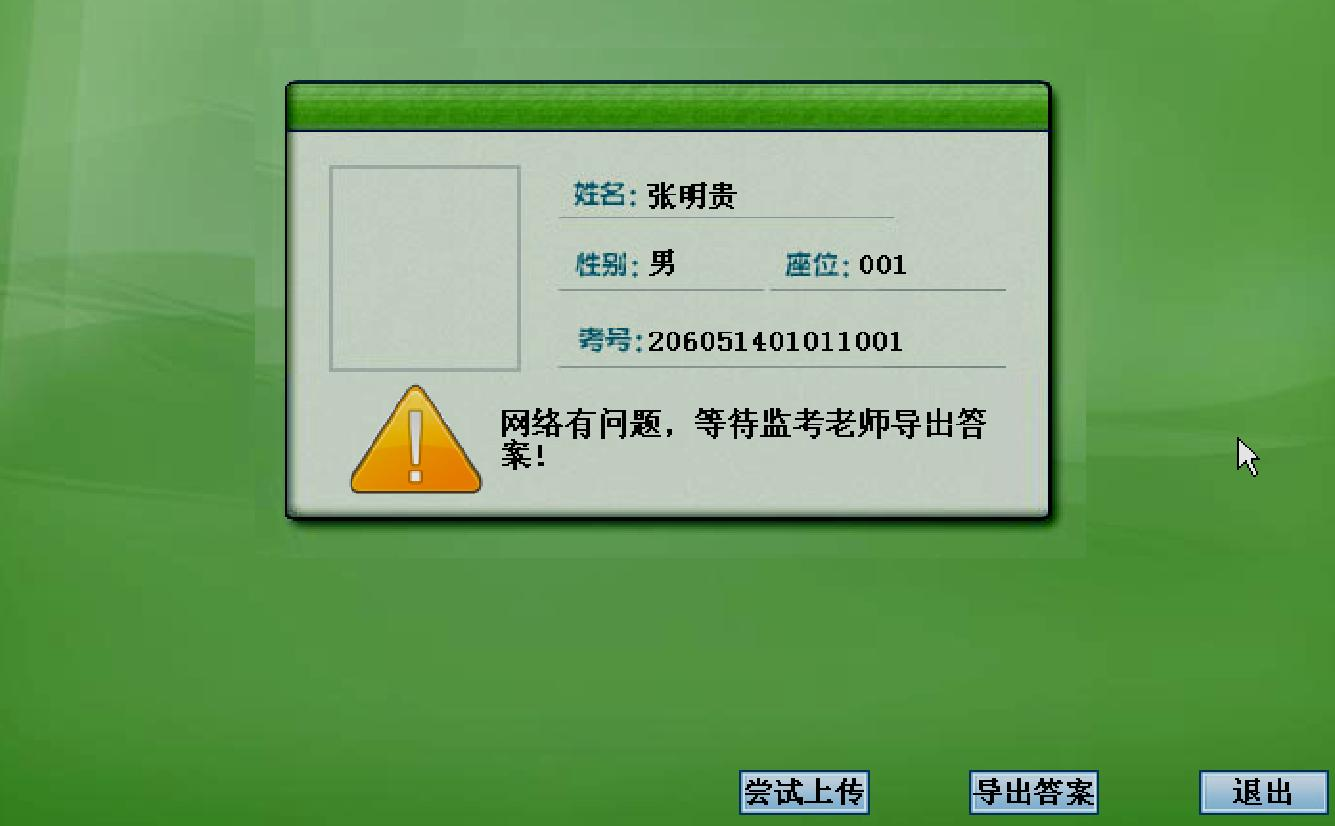 姓名: 张明贵
性别: 男 座位: 001
考号: 206051401011001
网络有问题，等待监考老师导出答
案!
尝试上传 导出答案 退出